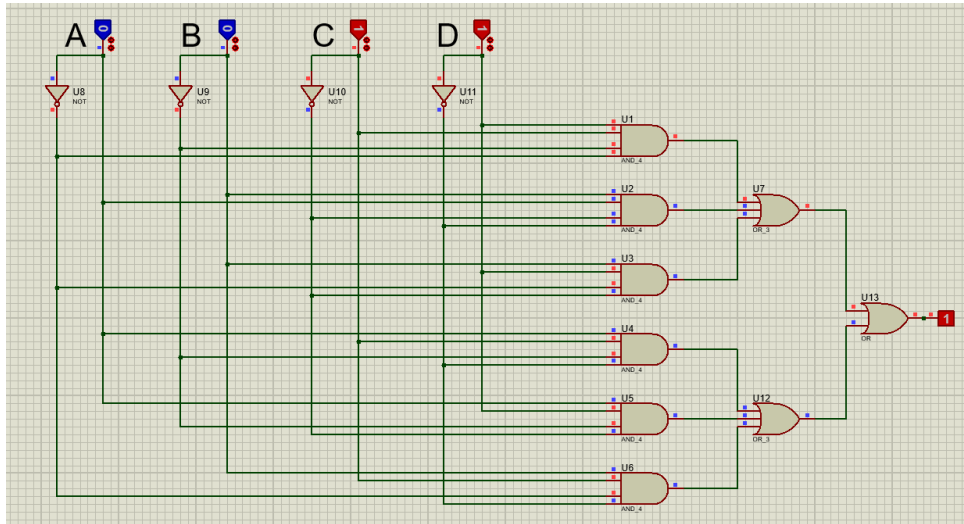 A 0 B 0 C 1 D 1
U8
NOT
U9
NOT
U10
NOT
U11
NOT
U1
AND_4
U2
AND_4
U7
OR_3
U3
AND_4
U13
OR
1
U4
AND_4
U5
AND_4
U12
OR_3
U6
AND_4